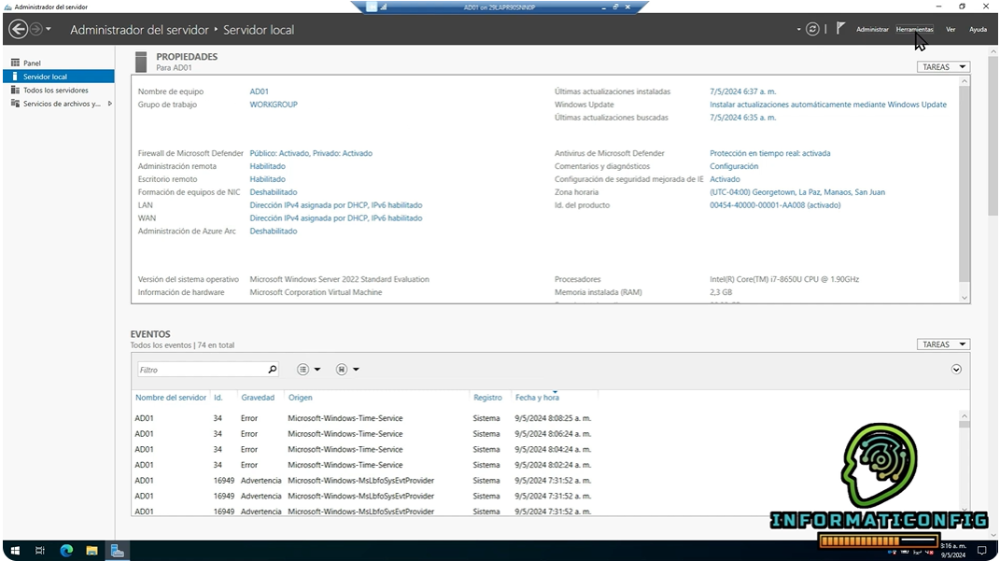 Administrador del servidor
AD01 on 29LAPR90SNN0P
Administrador del servidor ‣ Servidor local
Administrar Herramientas Ver Ayuda
Panel
Servidor local
Todos los servidores
Servicios de archivos y...
PROPIEDADES
Para AD01
TAREAS
Nombre de equipo AD01
Grupo de trabajo WORKGROUP
Últimas actualizaciones instaladas 7/5/2024 6:37 a. m.
Windows Update Instalar actualizaciones automáticamente mediante Windows Update
Últimas actualizaciones buscadas 7/5/2024 6:35 a. m.
Firewall de Microsoft Defender Público: Activado, Privado: Activado
Administración remota Habilitado
Escritorio remoto Habilitado
Formación de equipos de NIC Deshabilitado
LAN Dirección IPv4 asignada por DHCP, IPv6 habilitado
WAN Dirección IPv4 asignada por DHCP, IPv6 habilitado
Administración de Azure Arc Deshabilitado
Antivirus de Microsoft Defender Protección en tiempo real: activada
Comentarios y diagnósticos Configuración
Configuración de seguridad mejorada de IE Activado
Zona horaria (UTC-04:00) Georgetown, La Paz, Manaos, San Juan
Id. del producto 00454-40000-00001-AA008 (activado)
Versión del sistema operativo Microsoft Windows Server 2022 Standard Evaluation
Información de hardware Microsoft Corporation Virtual Machine
Procesadores Intel(R) Core(TM) i7-8650U CPU @ 1.90GHz
Memoria instalada (RAM) 2,3 GB
EVENTOS
Todos los eventos | 74 en total
TAREAS
Filtro
Nombre del servidor Id. Gravedad Origen Registro Fecha y hora
AD01 34 Error Microsoft-Windows-Time-Service Sistema 9/5/2024 8:08:25 a. m.
AD01 34 Error Microsoft-Windows-Time-Service Sistema 9/5/2024 8:06:24 a. m.
AD01 34 Error Microsoft-Windows-Time-Service Sistema 9/5/2024 8:04:24 a. m.
AD01 34 Error Microsoft-Windows-Time-Service Sistema 9/5/2024 8:02:24 a. m.
AD01 16949 Advertencia Microsoft-Windows-MsLbfoSysEvtProvider Sistema 9/5/2024 7:31:52 a. m.
AD01 16949 Advertencia Microsoft-Windows-MsLbfoSysEvtProvider Sistema 9/5/2024 7:31:52 a. m.
AD01 16949 Advertencia Microsoft-Windows-MsLbfoSysEvtProvider Sistema 9/5/2024 7:31:52 a. m.
INFORMATICONFIG
8:16 a. m.
9/5/2024